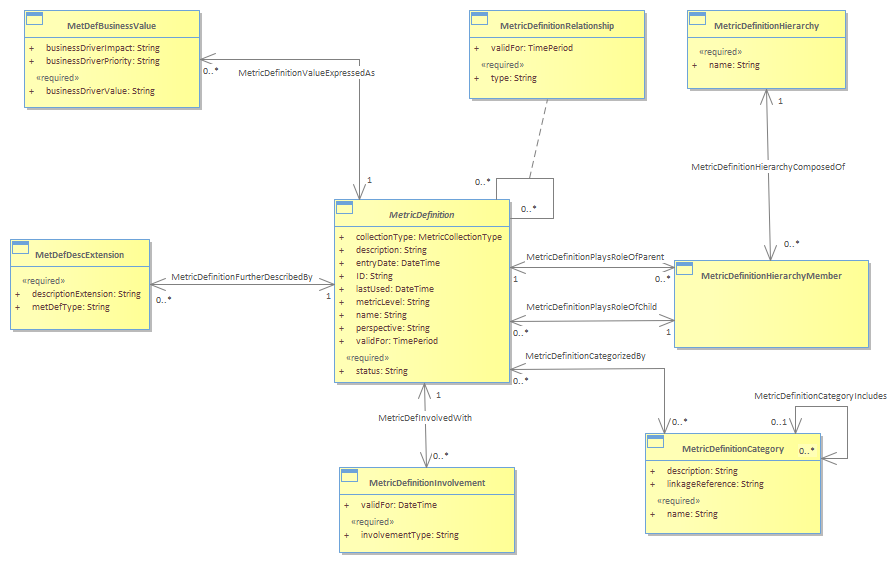 MetDefBusinessValue
+ businessDriverImpact: String
+ businessDriverPriority: String
«required»
+ businessDriverValue: String
MetricDefinitionRelationship
+ validFor: TimePeriod
«required»
+ type: String
MetricDefinitionHierarchy
«required»
+ name: String
0..*
MetricDefinitionValueExpressedAs
1
1
MetricDefinitionHierarchyComposedOf
0..*
0..*
0..*
MetricDefinition
+ collectionType: MetricCollectionType
+ description: String
+ entryDate: DateTime
+ ID: String
+ lastUsed: DateTime
+ metricLevel: String
+ name: String
+ perspective: String
+ validFor: TimePeriod
«required»
+ status: String
MetDefDescExtension
«required»
+ descriptionExtension: String
+ metDefType: String
MetricDefinitionFurtherDescribedBy
0..*
1
MetricDefinitionPlaysRoleOfParent
1
0..*
MetricDefinitionHierarchyMember
MetricDefinitionPlaysRoleOfChild
0..*
1
MetricDefinitionCategorizedBy
0..*
0..*
MetricDefinitionCategoryIncludes
0..1
0..*
MetricDefinitionCategory
+ description: String
+ linkageReference: String
«required»
+ name: String
1
MetricDefInvolvedWith
0..*
MetricDefinitionInvolvement
+ validFor: DateTime
«required»
+ involvementType: String